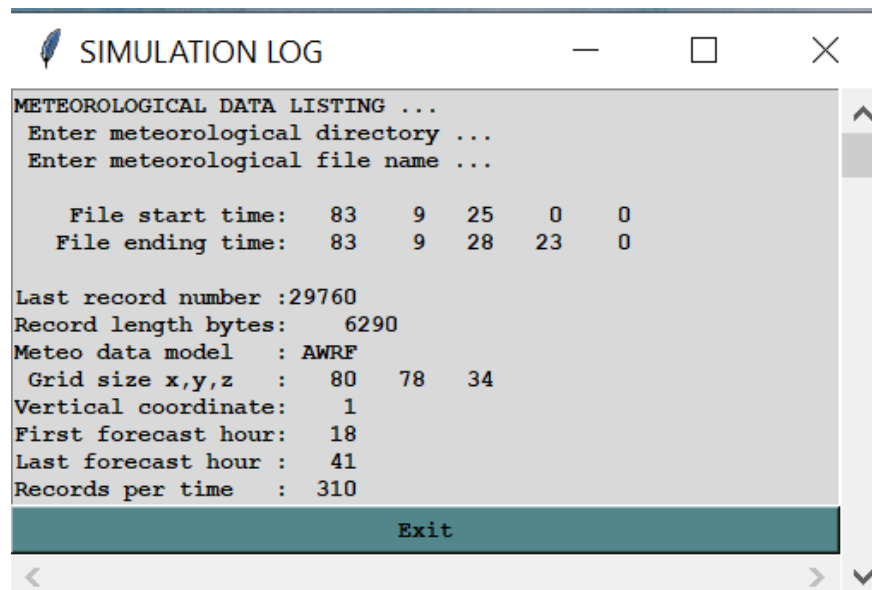 SIMULATION LOG
METEOROLOGICAL DATA LISTING ...
 Enter meteorological directory ...
 Enter meteorological file name ...
    File start time:   83    9   25    0    0
   File ending time:   83    9   28   23    0
Last record number :29760
Record length bytes:    6290
Meteo data model   : AWRF
 Grid size x,y,z   :   80   78   34
Vertical coordinate:    1
First forecast hour:   18
Last forecast hour :   41
Records per time   :  310
Exit